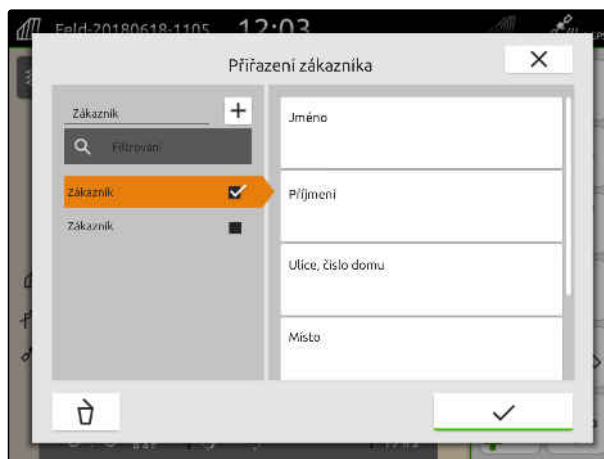 Feld-20180618-1105 12:03
Přiřazení zákazníka
Zákazník
Filtrování
Zákazník
Zákazník
Jméno
Příjmení
Ulice, číslo domu
Místo